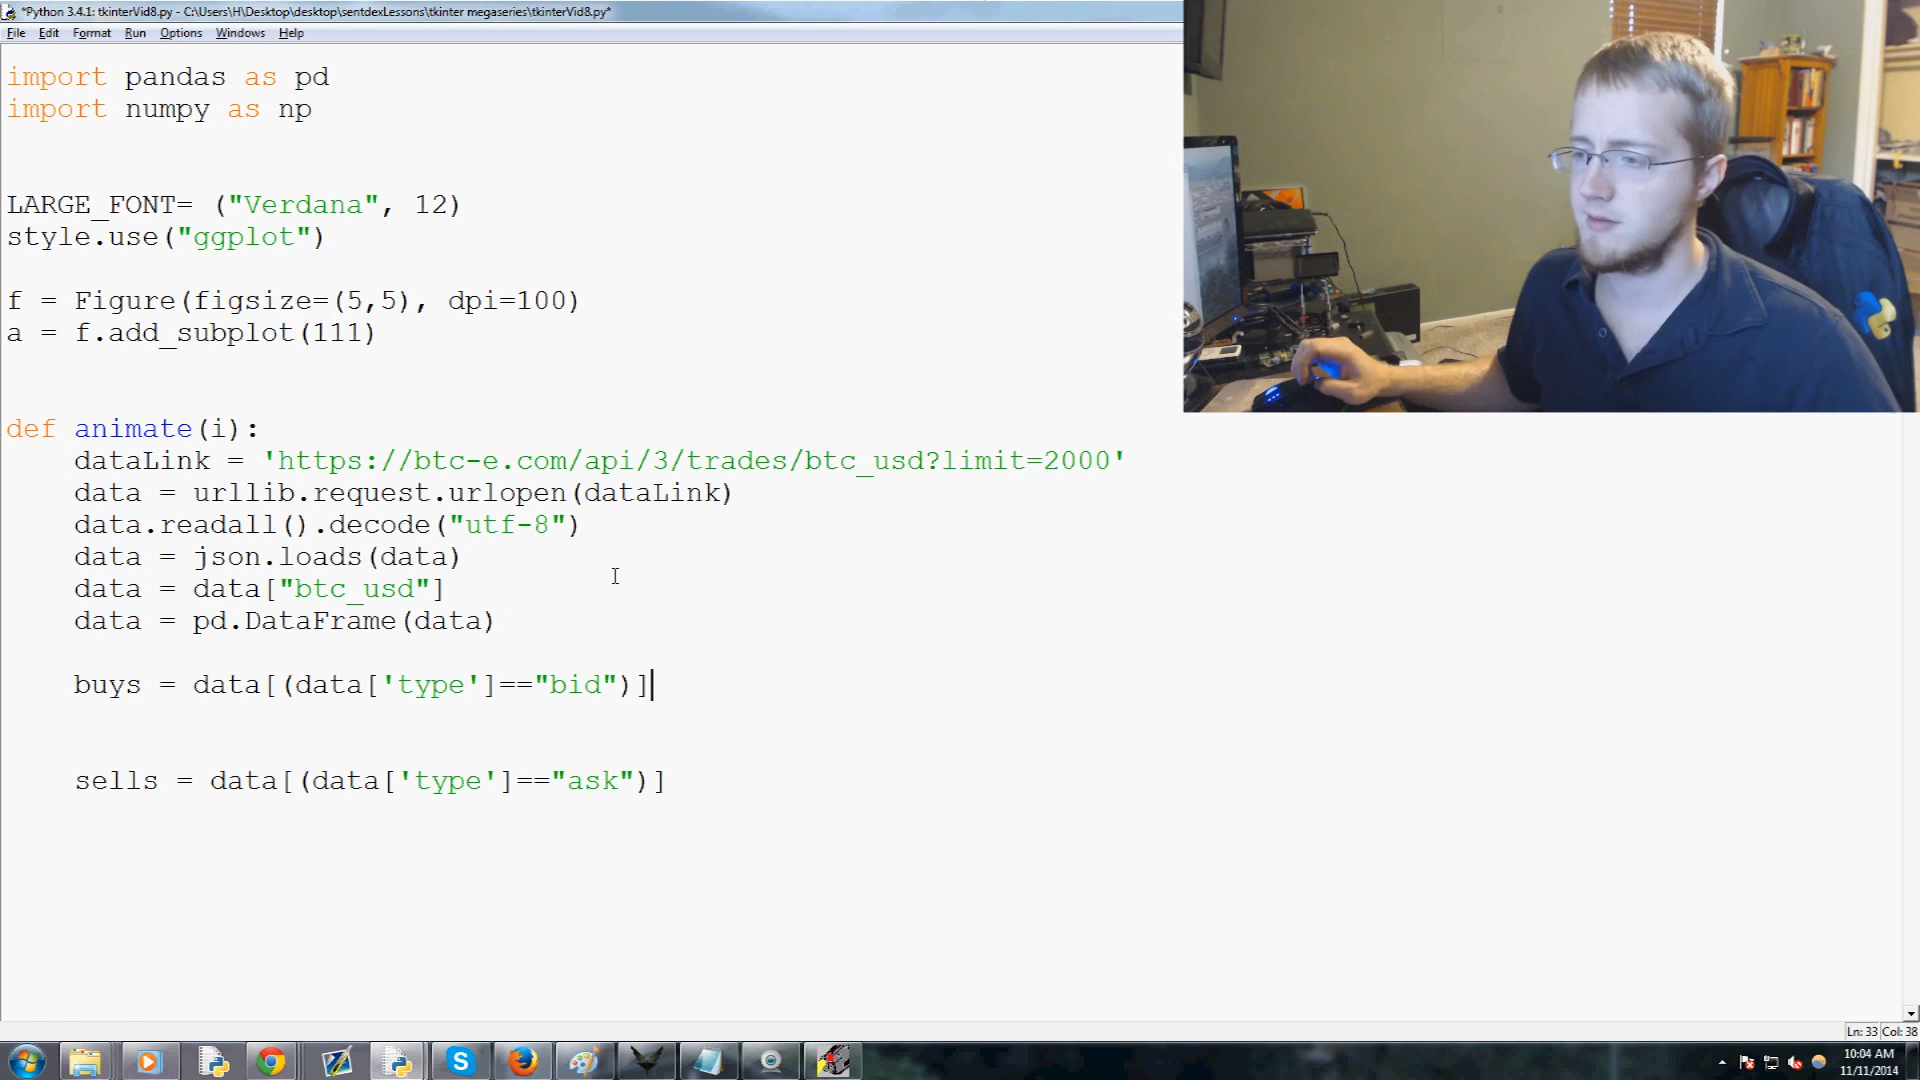 *Python 3.4.1: tkinterVid8.py - C:\Users\H\Desktop\desktop\sentdexLessons\tkinter megaseries\tkinterVid8.py*
File Edit Format Run Options Windows Help
import pandas as pd
import numpy as np
LARGE_FONT= ("Verdana", 12)
style.use("ggplot")
f = Figure(figsize=(5,5), dpi=100)
a = f.add_subplot(111)
def animate(i):
dataLink = 'https://btc-e.com/api/3/trades/btc_usd?limit=2000'
data = urllib.request.urlopen(dataLink)
data.readall().decode("utf-8")
data = json.loads(data)
data = data["btc_usd"]
data = pd.DataFrame(data)
buys = data[(data['type']=="bid")]
sells = data[(data['type']=="ask")]
Ln: 33 Col: 38
10:04 AM
11/11/2014